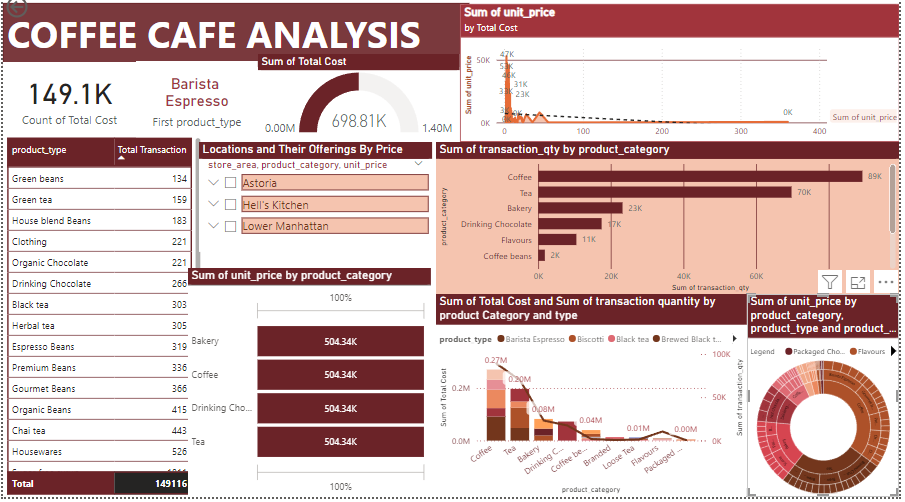 COFFEE CAFE ANALYSIS
149.1K
Count of Total Cost
Barista
Espresso
First product_type
Sum of Total Cost
698.81K
0.00M
1.40M
Sum of unit_price
by Total Cost
Sum of unit_price
50K
0K
47K
31K
23K
0K
0
100
200
300
400
Sum of unit_price
product_type
Total Transaction
Green beans 134
Green tea 159
House blend Beans 183
Clothing 221
Organic Chocolate 221
Drinking Chocolate 266
Black tea 303
Herbal tea 305
Espresso Beans 319
Premium Beans 336
Gourmet Beans 366
Organic Beans 415
Chai tea 443
Housewares 526
Total 149116
Locations and Their Offerings By Price
store_area, product_category, unit_price
Astoria
Hell's Kitchen
Lower Manhattan
Sum of unit_price by product_category
100%
Bakery 504.34K
Coffee 504.34K
Drinking Cho... 504.34K
Tea 504.34K
100%
Sum of transaction_qty by product_category
product_category
Coffee 89K
Tea 70K
Bakery 23K
Drinking Chocolate 17K
Flavours 11K
Coffee beans 2K
0K
20K
40K
60K
Sum of transaction_qty
Sum of Total Cost and Sum of transaction quantity by
product Category and type
product_type Barista Espresso Biscotti Black tea Brewed Black t...
Sum of Total Cost
0.2M
0.0M
0.27M
0.20M
0.08M
0.04M
0.01M
0.00M
100K
50K
0K
Sum of transaction_qty
Coffee
Tea
Bakery
Drinking C...
Coffee be...
Branded
Loose Tea
Flavours
Packaged ...
product_category
Sum of unit_price by
product_category,
product_type and product_...
Legend Packaged Cho... Flavours